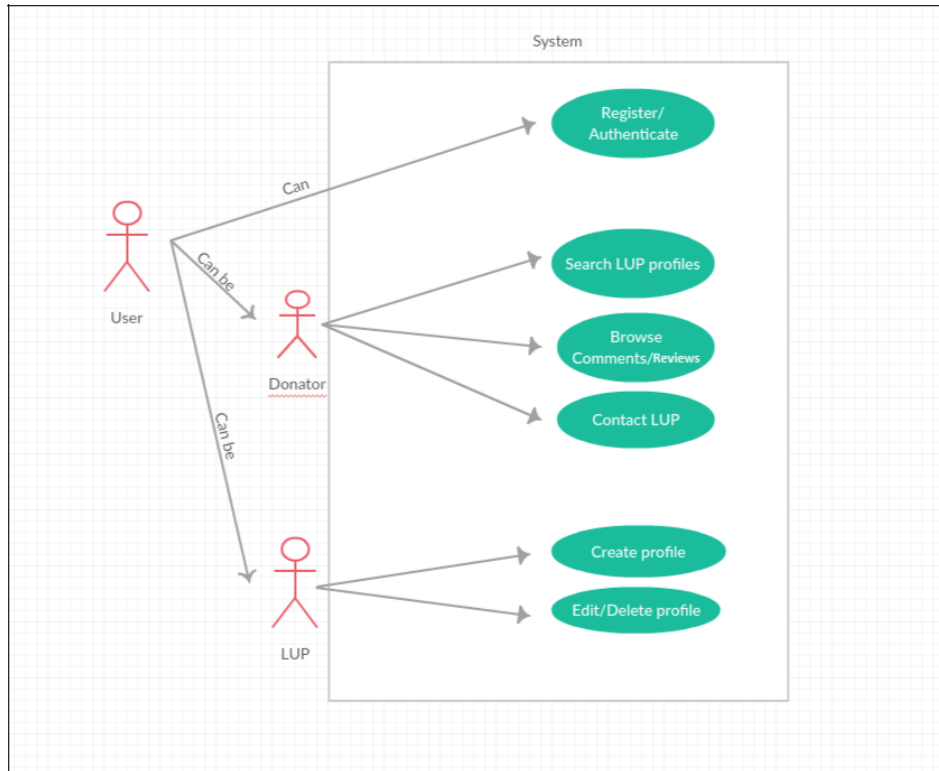 System
Register/
Authenticate
Can
Search LUP profiles
Can be
User
Browse
Comments/Reviews
Donator
Contact LUP
Can be
Create profile
Edit/Delete profile
LUP